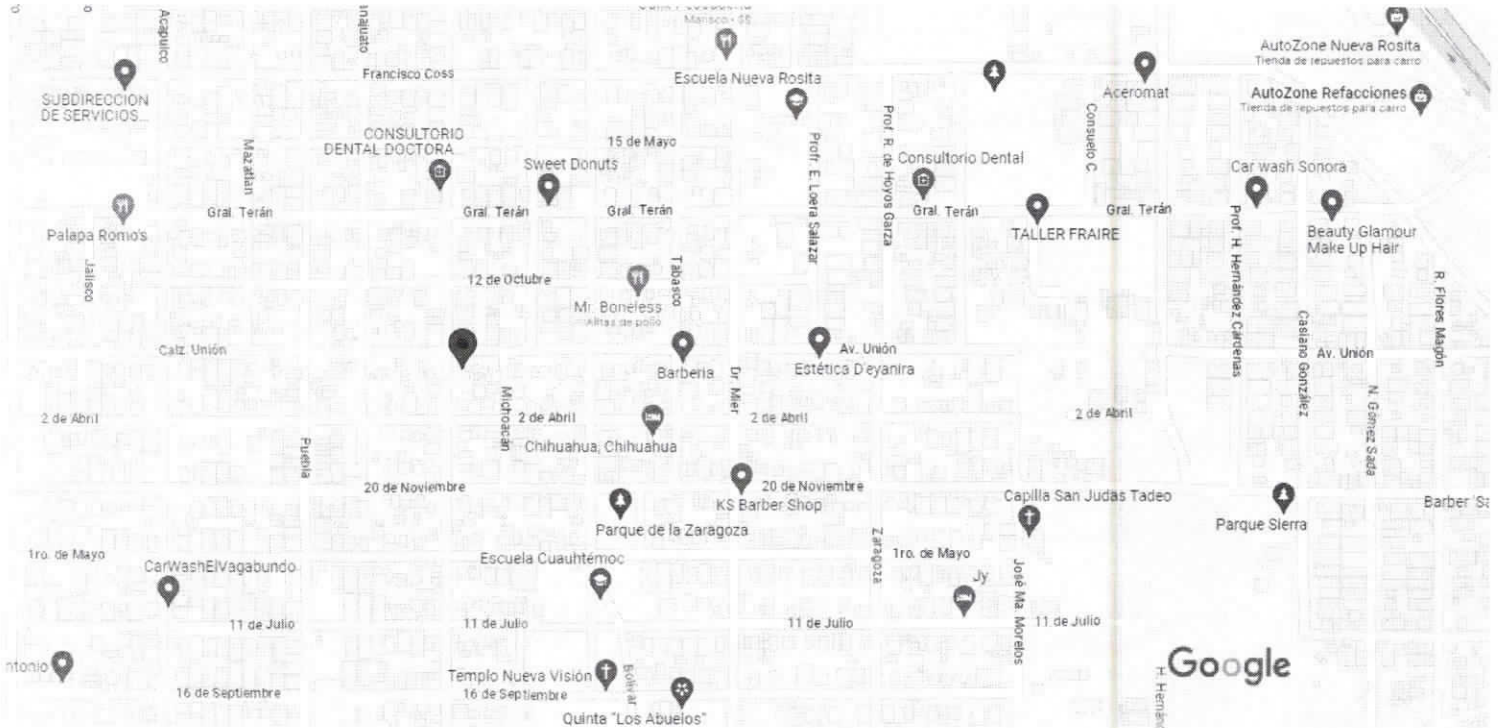 Acapulco
Marisco - $$
AutoZone Nueva Rosita
Tienda de repuestos para carro
Francisco Coss
Escuela Nueva Rosita
Aceromat
AutoZone Refacciones
Tienda de repuestos para carro
SUBDIRECCION
DE SERVICIOS...
Consuelo C.
CONSULTORIO
DENTAL DOCTORA
15 de Mayo
Profr. E. Loera Salazar
Prof. R. de Hoyos Garza
Mazatlan
Sweet Donuts
Consultorio Dental
Car wash Sonora
Gral. Terán
Gral. Terán
Gral. Terán
Gral. Terán
Gral. Terán
Palapa Romo's
TALLER FRAIRE
Prof. H. Hernández Cárdenas
Beauty Glamour
Make Up Hair
Jalisco
12 de Octubre
Tabasco
R. Flores Magón
Mr. Boneless
Alitas de pollo
Calz. Unión
Barberia
Av. Unión
Estética D'eyanira
Casiano González
Av. Unión
Dr. Mier
Michoacán
N. Gómez Sada
2 de Abril
2 de Abril
2 de Abril
2 de Abril
Chihuahua, Chihuahua
Puebla
20 de Noviembre
20 de Noviembre
KS Barber Shop
Capilla San Judas Tadeo
Parque Sierra
Parque de la Zaragoza
Zaragoza
1ro. de Mayo
1ro. de Mayo
CarWashElVagabundo
Escuela Cuauhtémoc
Jy
José Ma. Morelos
11 de Julio
11 de Julio
11 de Julio
11 de Julio
Google
Templo Nueva Visión
Bolívar
16 de Septiembre
16 de Septiembre
Quinta "Los Abuelos"